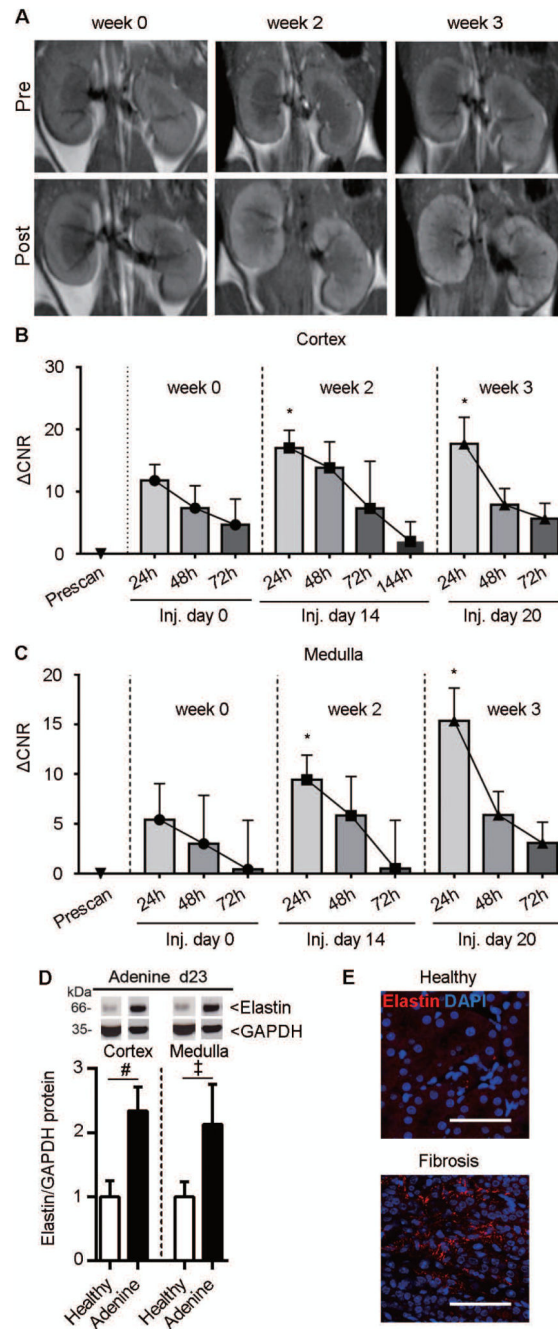 A
week 0 week 2 week 3
Pre
Post
B
Cortex
30
20
10
0
ΔCNR
week 0 week 2 week 3
* *
Prescan 24h 48h 72h 24h 48h 72h 144h 24h 48h 72h
Inj. day 0 Inj. day 14 Inj. day 20
C
Medulla
20
15
10
5
0
ΔCNR
week 0 week 2 week 3
* *
Prescan 24h 48h 72h 24h 48h 72h 24h 48h 72h
Inj. day 0 Inj. day 14 Inj. day 20
D
Adenine d23
kDa
66- <Elastin
35- <GAPDH
Cortex Medulla
# ‡
3
2
1
0
Elastin/GAPDH protein
Healthy Adenine Healthy Adenine
E
Healthy
Elastin DAPI
Fibrosis